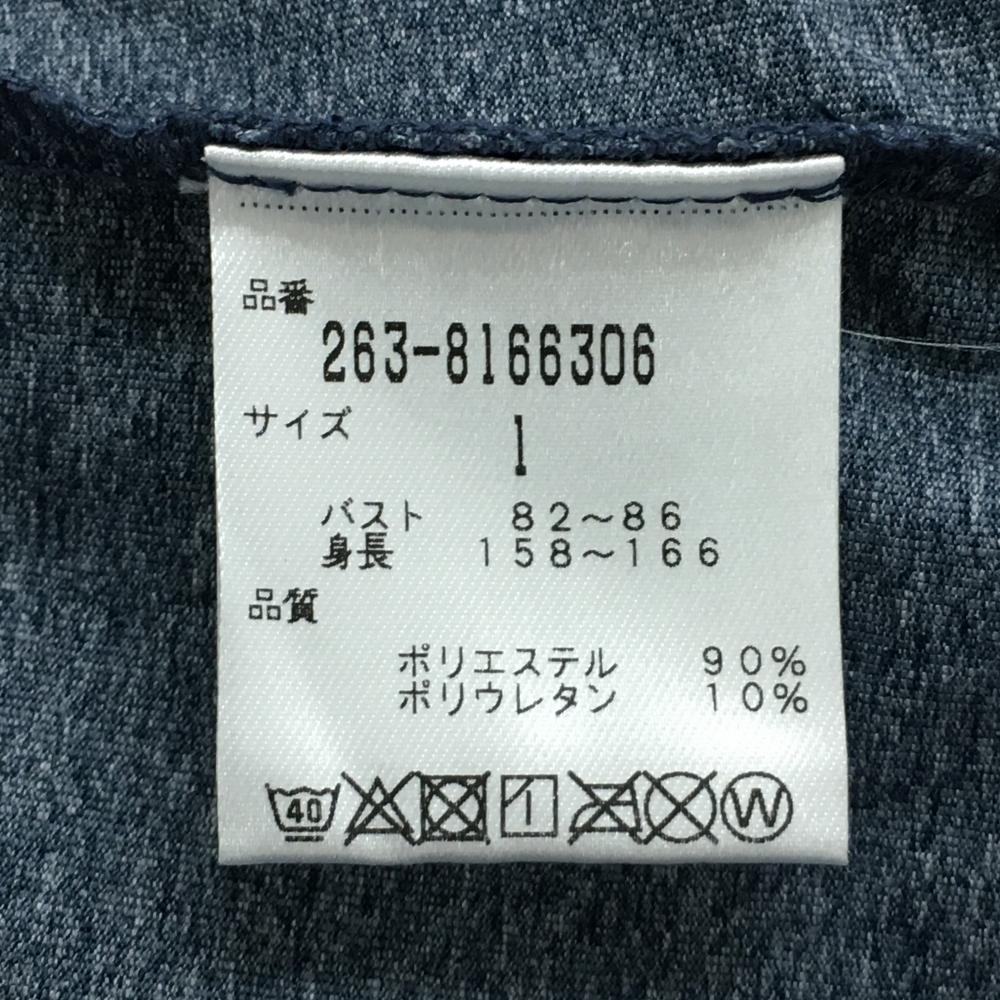 品番
263-8166306
サイズ
1
バスト 82～86
身長 158～166
品質
ポリエステル 90%
ポリウレタン 10%
40 W